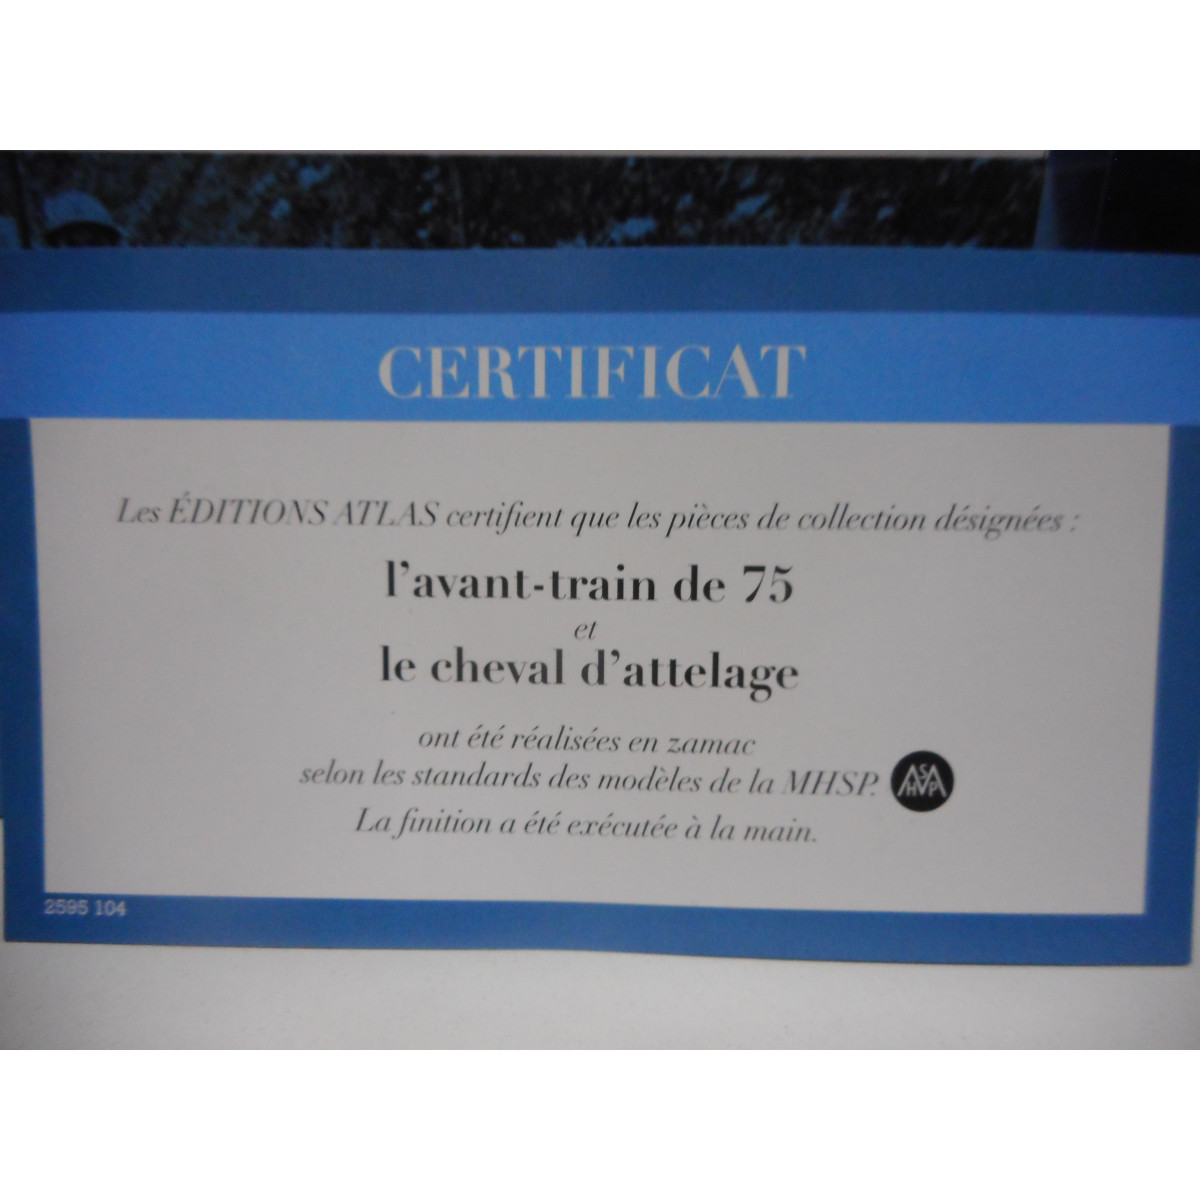 CERTIFICAT
Les ÉDITIONS ATLAS certifient que les pièces de collection désignées :
l'avant-train de 75
et
le cheval d'attelage
ont été réalisées en zamac
selon les standards des modèles de la MHSP.
La finition a été exécutée à la main.
2595 104